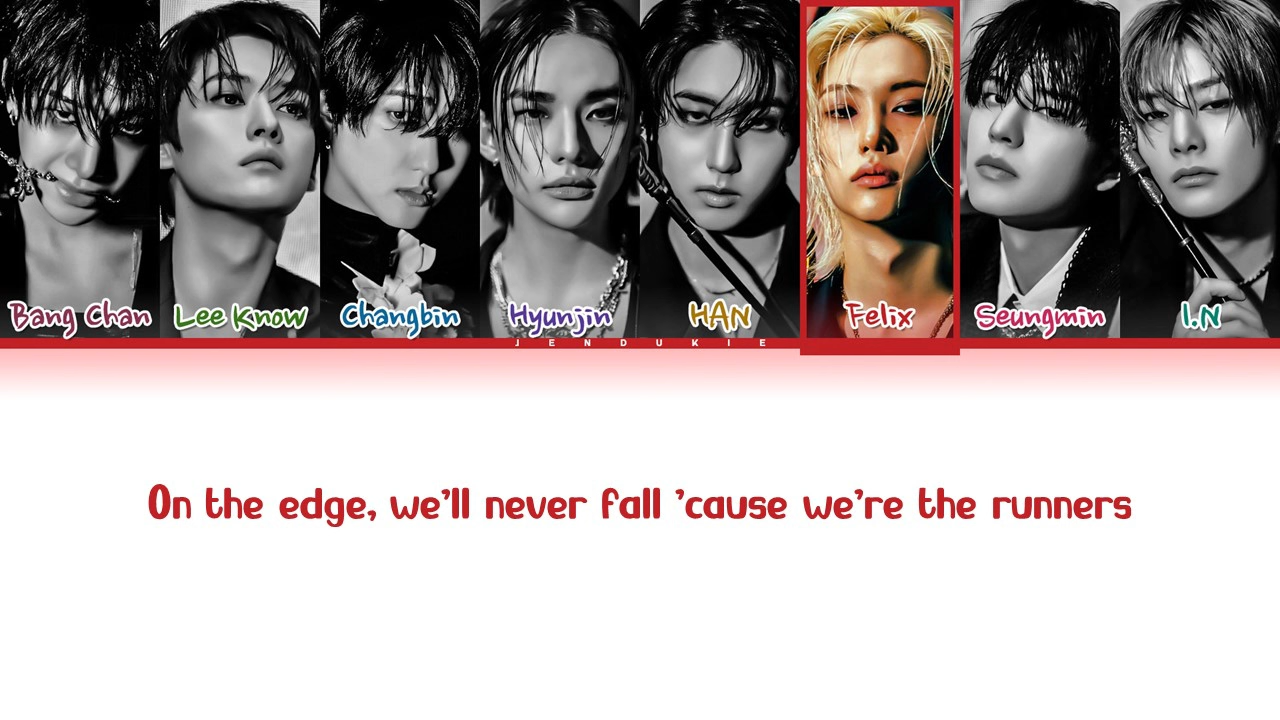 Bang Chan
Lee Know
Changbin
Hyunjin
HAN
Felix
Seungmin
I.N
JENDUKIE
On the edge, we'll never fall 'cause we're the runners